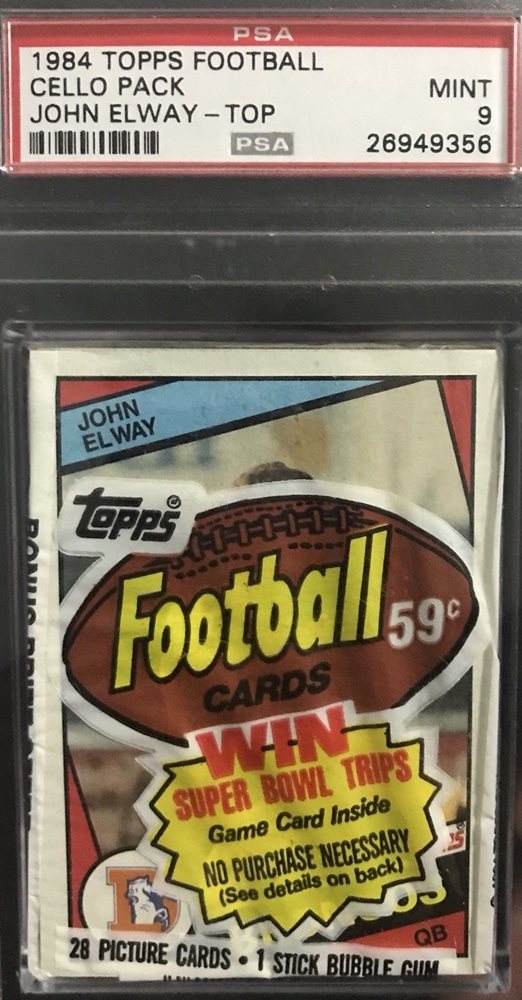 PSA
1984 TOPPS FOOTBALL
CELLO PACK MINT
JOHN ELWAY – TOP 9
PSA 26949356
JOHN
ELWAY
TOPPS
Football
59¢
CARDS
WIN
SUPER BOWL TRIPS
Game Card Inside
NO PURCHASE NECESSARY
(See details on back)
QB
28 PICTURE CARDS • 1 STICK BUBBLE GUM